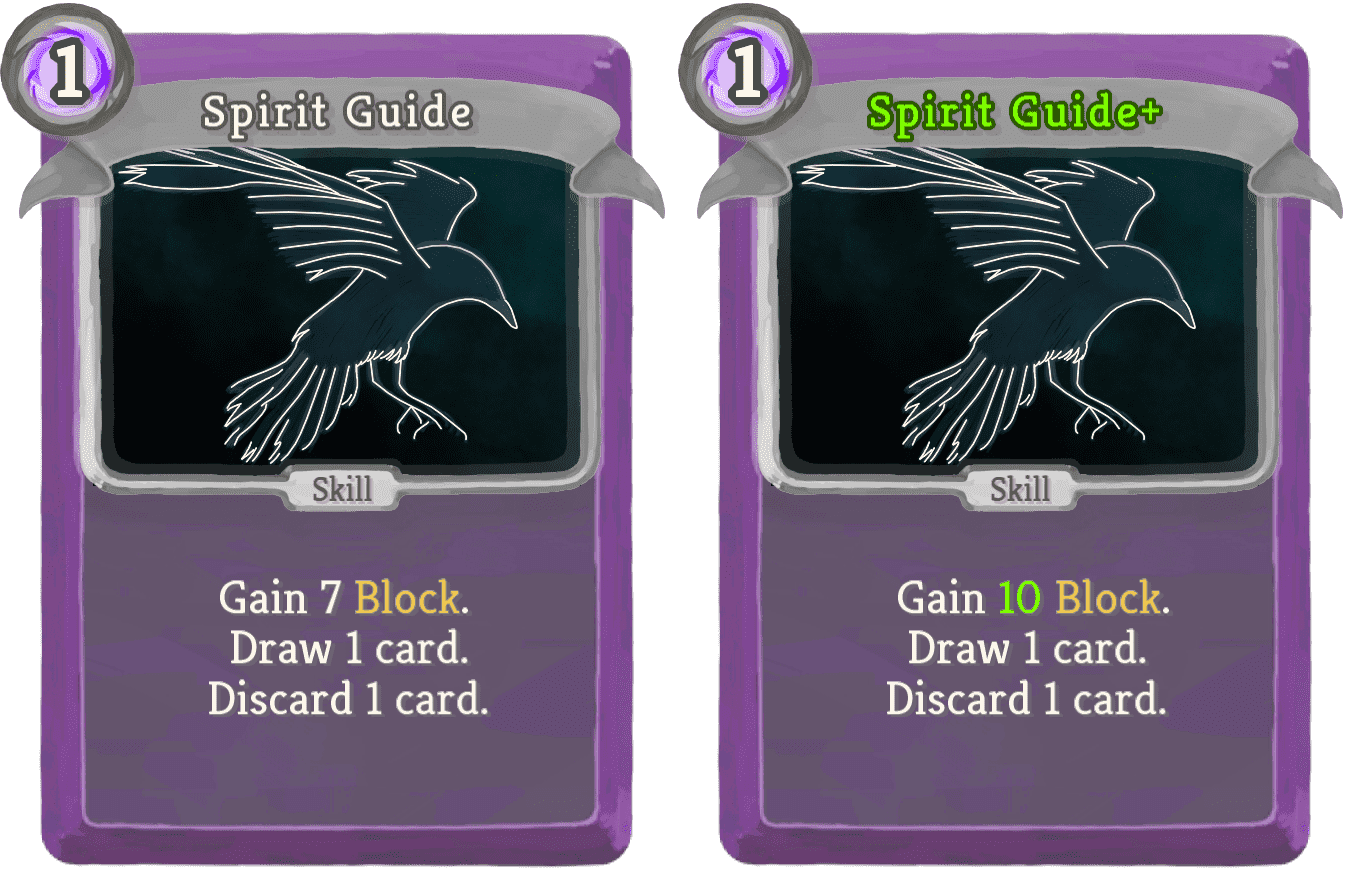 1
Spirit Guide
Skill
Gain 7 Block.
Draw 1 card.
Discard 1 card.
1
Spirit Guide+
Skill
Gain 10 Block.
Draw 1 card.
Discard 1 card.